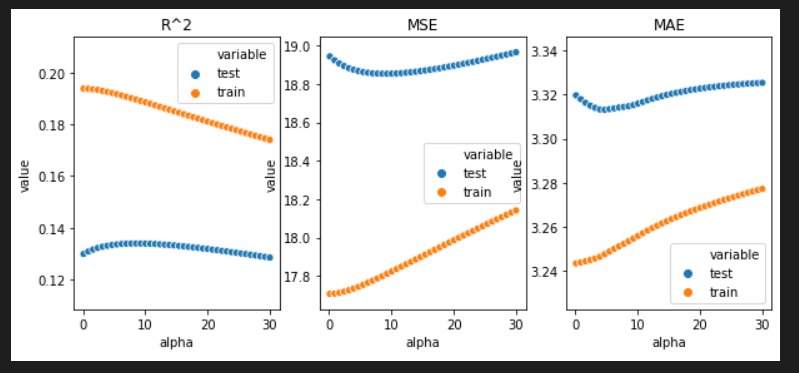 R^2
variable
test
train
0.20
0.18
0.16
0.14
0.12
value
0
10
20
30
alpha
MSE
variable
test
train
19.0
18.8
18.6
18.4
18.2
18.0
17.8
value
0
10
20
30
alpha
MAE
variable
test
train
3.34
3.32
3.30
3.28
3.26
3.24
value
0
10
20
30
alpha